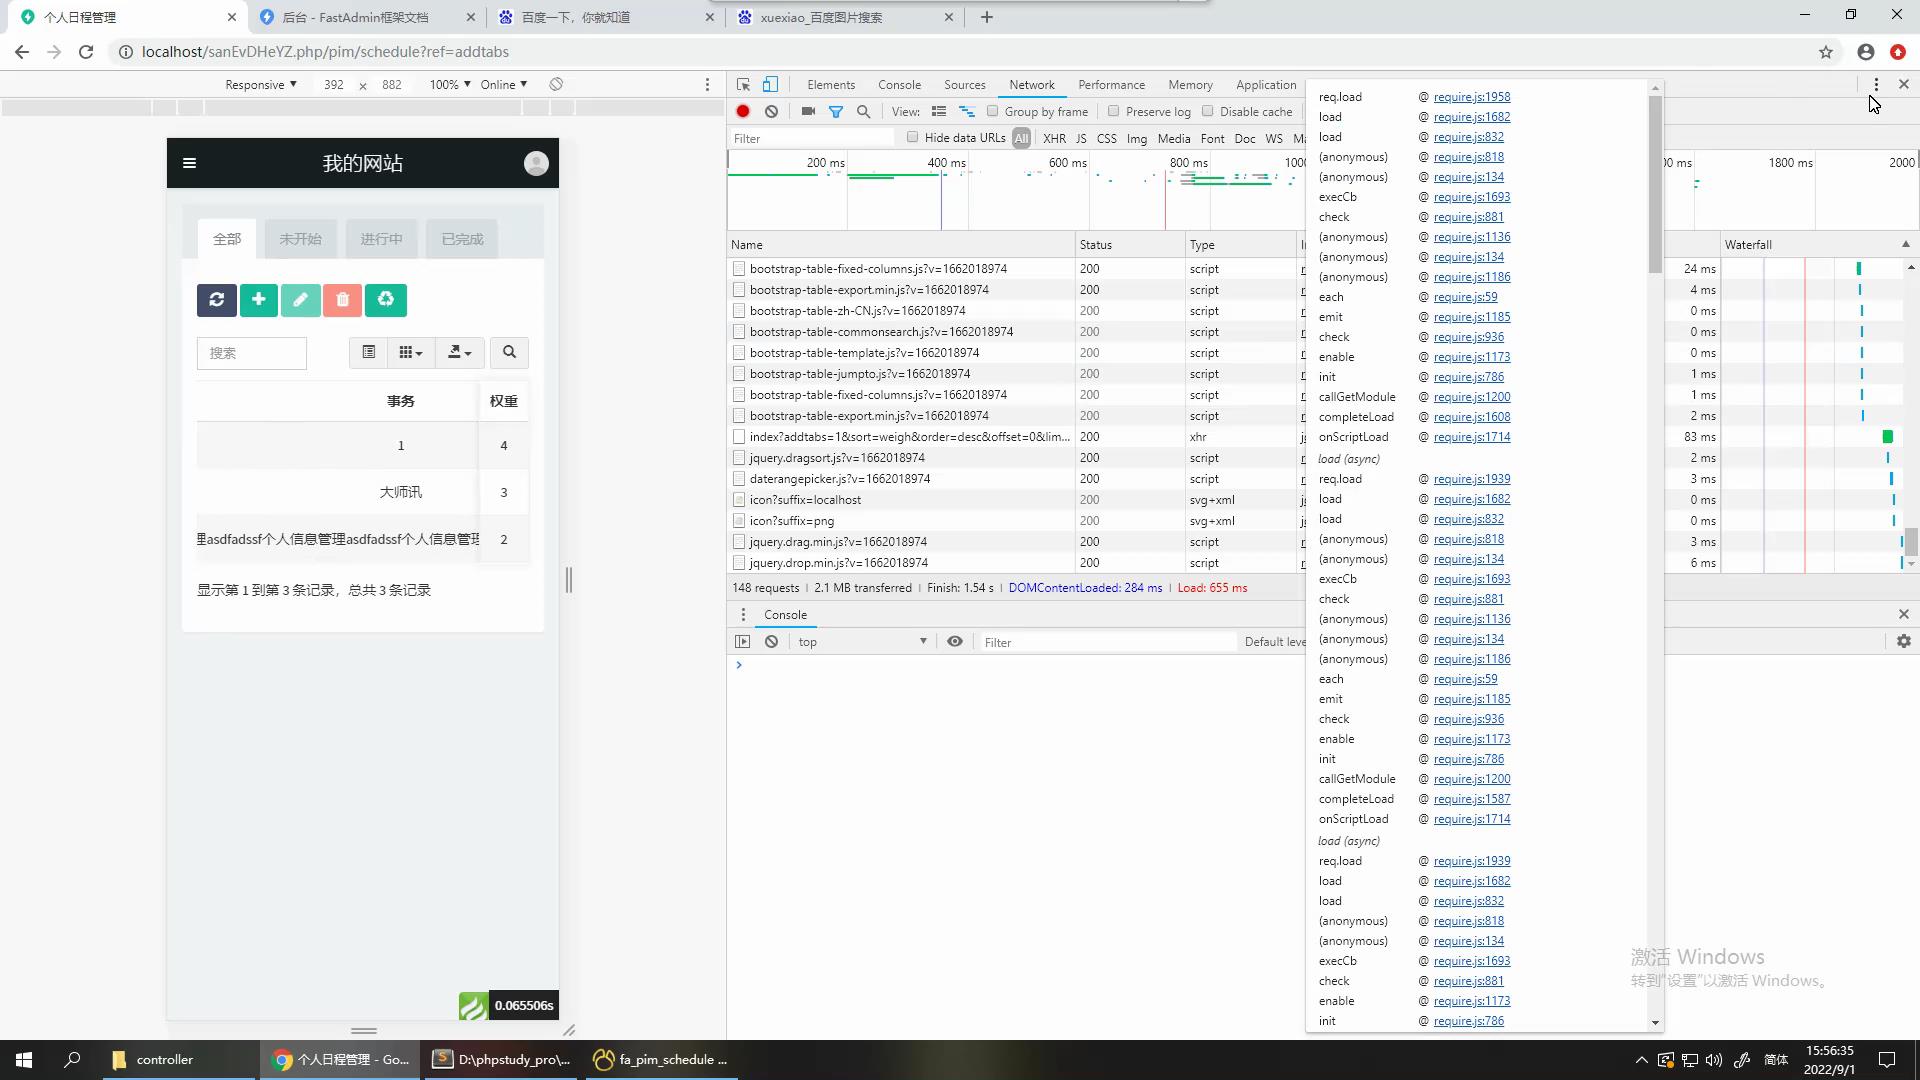 个人日程管理
后台 - FastAdmin框架文档
百度一下，你就知道
xuexiao_百度图片搜索
localhost/sanEvDHeYZ.php/pim/schedule?ref=addtabs
Responsive
392
x
882
100%
Online
Elements
Console
Sources
Network
Performance
Memory
Application
View:
Group by frame
Preserve log
Disable cache
Filter
Hide data URLs
All
XHR
JS
CSS
Img
Media
Font
Doc
WS
200 ms
400 ms
600 ms
800 ms
1800 ms
2000
我的网站
全部
未开始
进行中
已完成
搜索
事务
权重
1
4
大师讯
3
理asdfadssf个人信息管理asdfadssf个人信息管理
2
显示第 1 到第 3 条记录，总共 3 条记录
0.065506s
Name
Status
Type
Waterfall
bootstrap-table-fixed-columns.js?v=1662018974
200
script
24 ms
bootstrap-table-export.min.js?v=1662018974
200
script
4 ms
bootstrap-table-zh-CN.js?v=1662018974
200
script
0 ms
bootstrap-table-commonsearch.js?v=1662018974
200
script
0 ms
bootstrap-table-template.js?v=1662018974
200
script
0 ms
bootstrap-table-jumpto.js?v=1662018974
200
script
1 ms
bootstrap-table-fixed-columns.js?v=1662018974
200
script
1 ms
bootstrap-table-export.min.js?v=1662018974
200
script
2 ms
index?addtabs=1&sort=weigh&order=desc&offset=0&lim...
200
xhr
83 ms
jquery.dragsort.js?v=1662018974
200
script
2 ms
daterangepicker.js?v=1662018974
200
script
3 ms
icon?suffix=localhost
200
svg+xml
0 ms
icon?suffix=png
200
svg+xml
0 ms
jquery.drag.min.js?v=1662018974
200
script
3 ms
jquery.drop.min.js?v=1662018974
200
script
6 ms
148 requests
2.1 MB transferred
Finish: 1.54 s
DOMContentLoaded: 284 ms
Load: 655 ms
Console
top
Filter
Default leve
req.load @ require.js:1958
load @ require.js:1682
load @ require.js:832
(anonymous) @ require.js:818
(anonymous) @ require.js:134
execCb @ require.js:1693
check @ require.js:881
(anonymous) @ require.js:1136
(anonymous) @ require.js:134
(anonymous) @ require.js:1186
each @ require.js:59
emit @ require.js:1185
check @ require.js:936
enable @ require.js:1173
init @ require.js:786
callGetModule @ require.js:1200
completeLoad @ require.js:1608
onScriptLoad @ require.js:1714
load (async)
req.load @ require.js:1939
load @ require.js:1682
load @ require.js:832
(anonymous) @ require.js:818
(anonymous) @ require.js:134
execCb @ require.js:1693
check @ require.js:881
(anonymous) @ require.js:1136
(anonymous) @ require.js:134
(anonymous) @ require.js:1186
each @ require.js:59
emit @ require.js:1185
check @ require.js:936
enable @ require.js:1173
init @ require.js:786
callGetModule @ require.js:1200
completeLoad @ require.js:1587
onScriptLoad @ require.js:1714
load (async)
req.load @ require.js:1939
load @ require.js:1682
load @ require.js:832
(anonymous) @ require.js:818
(anonymous) @ require.js:134
execCb @ require.js:1693
check @ require.js:881
enable @ require.js:1173
init @ require.js:786
激活 Windows
转到"设置"以激活 Windows。
controller
个人日程管理 - Go...
D:\phpstudy_pro\...
fa_pim_schedule ...
简体
15:56:35
2022/9/1